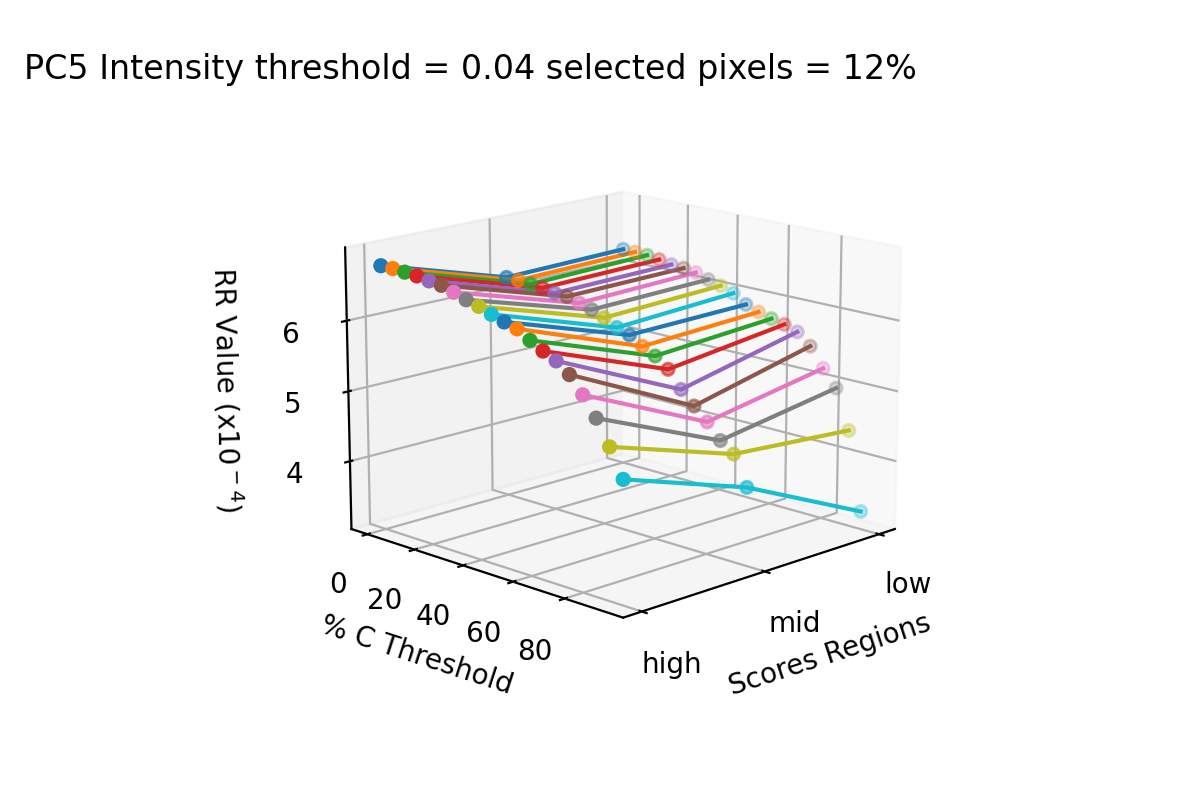 PC5 Intensity threshold = 0.04 selected pixels = 12%
RR Value (x10⁻⁴)
6
5
4
0
20
40
60
80
% C Threshold
high
mid
low
Scores Regions